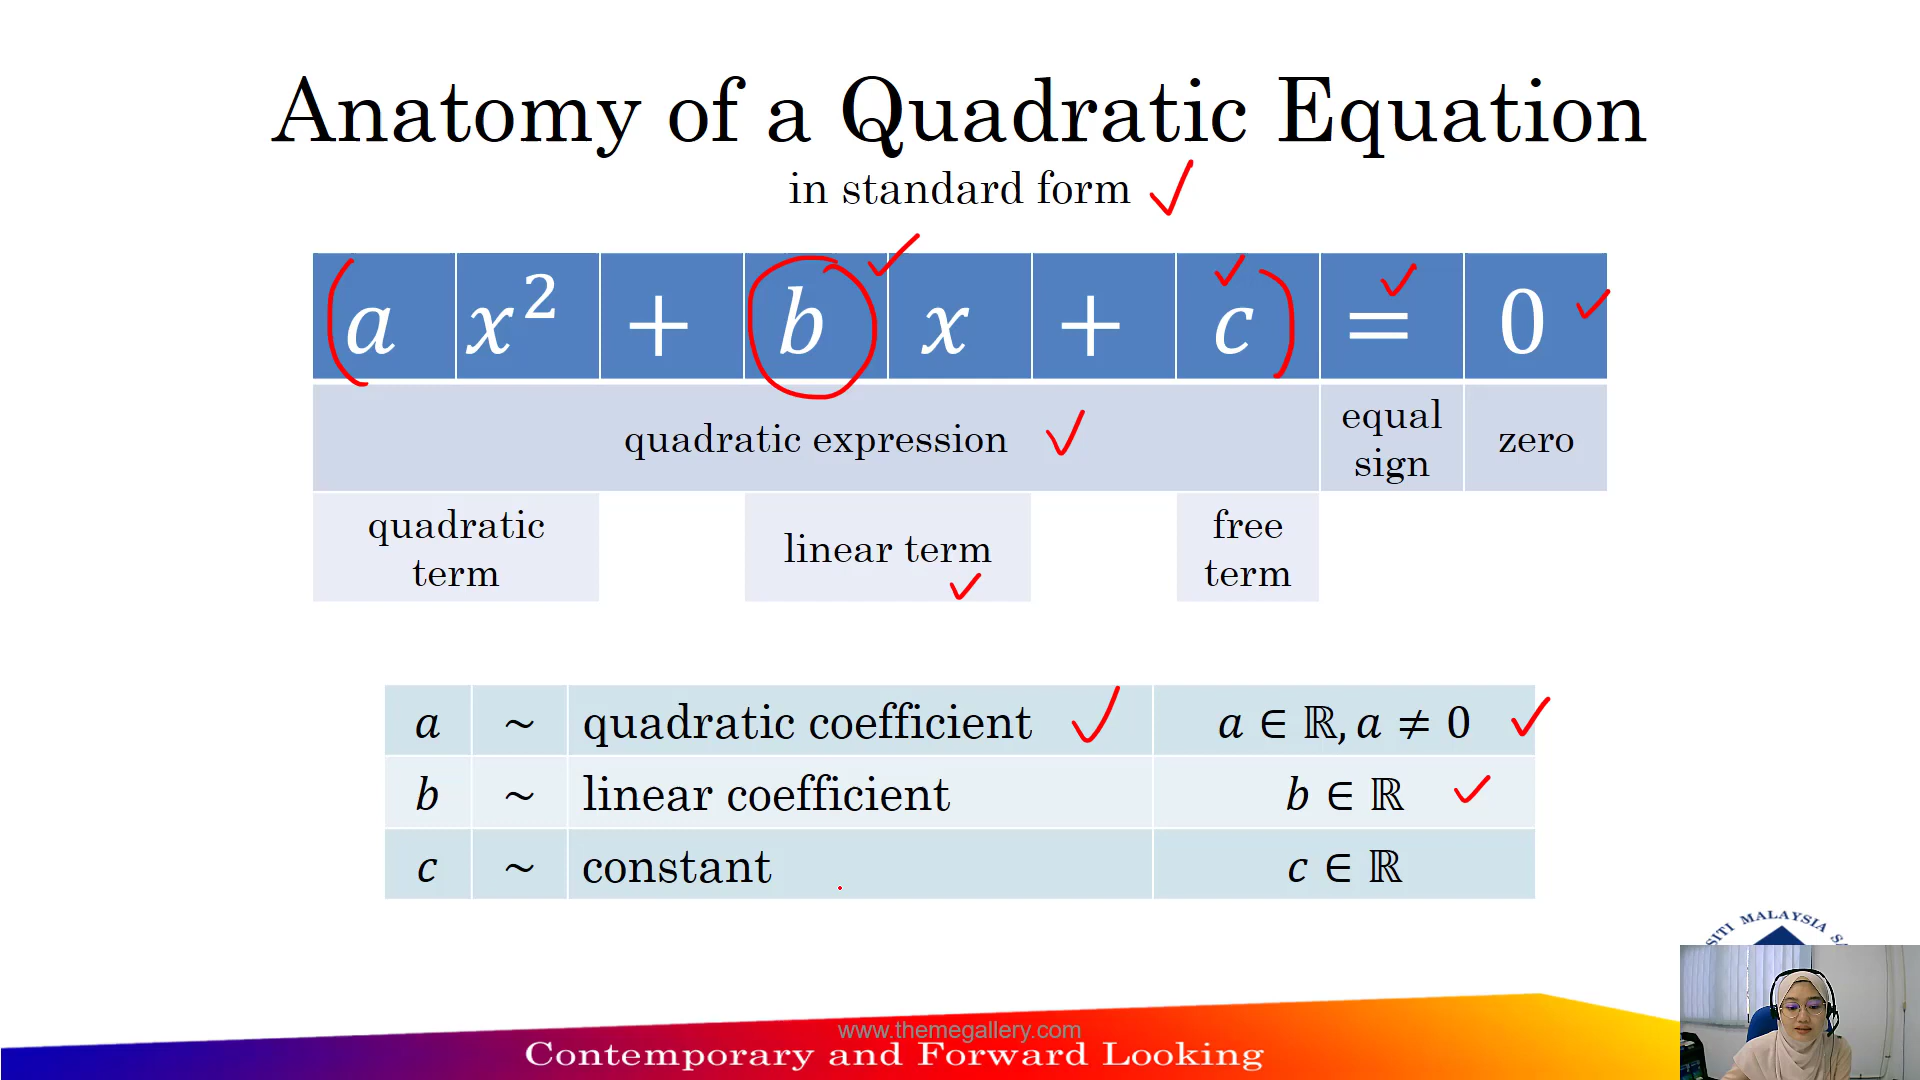 Anatomy of a Quadratic Equation
in standard form
a x² + b x + c = 0
quadratic expression
equal sign
zero
quadratic term
linear term
free term
a ~ quadratic coefficient a ∈ ℝ, a ≠ 0
b ~ linear coefficient b ∈ ℝ
c ~ constant c ∈ ℝ
SITI MALAYSIA
www.themegallery.com
Contemporary and Forward Looking